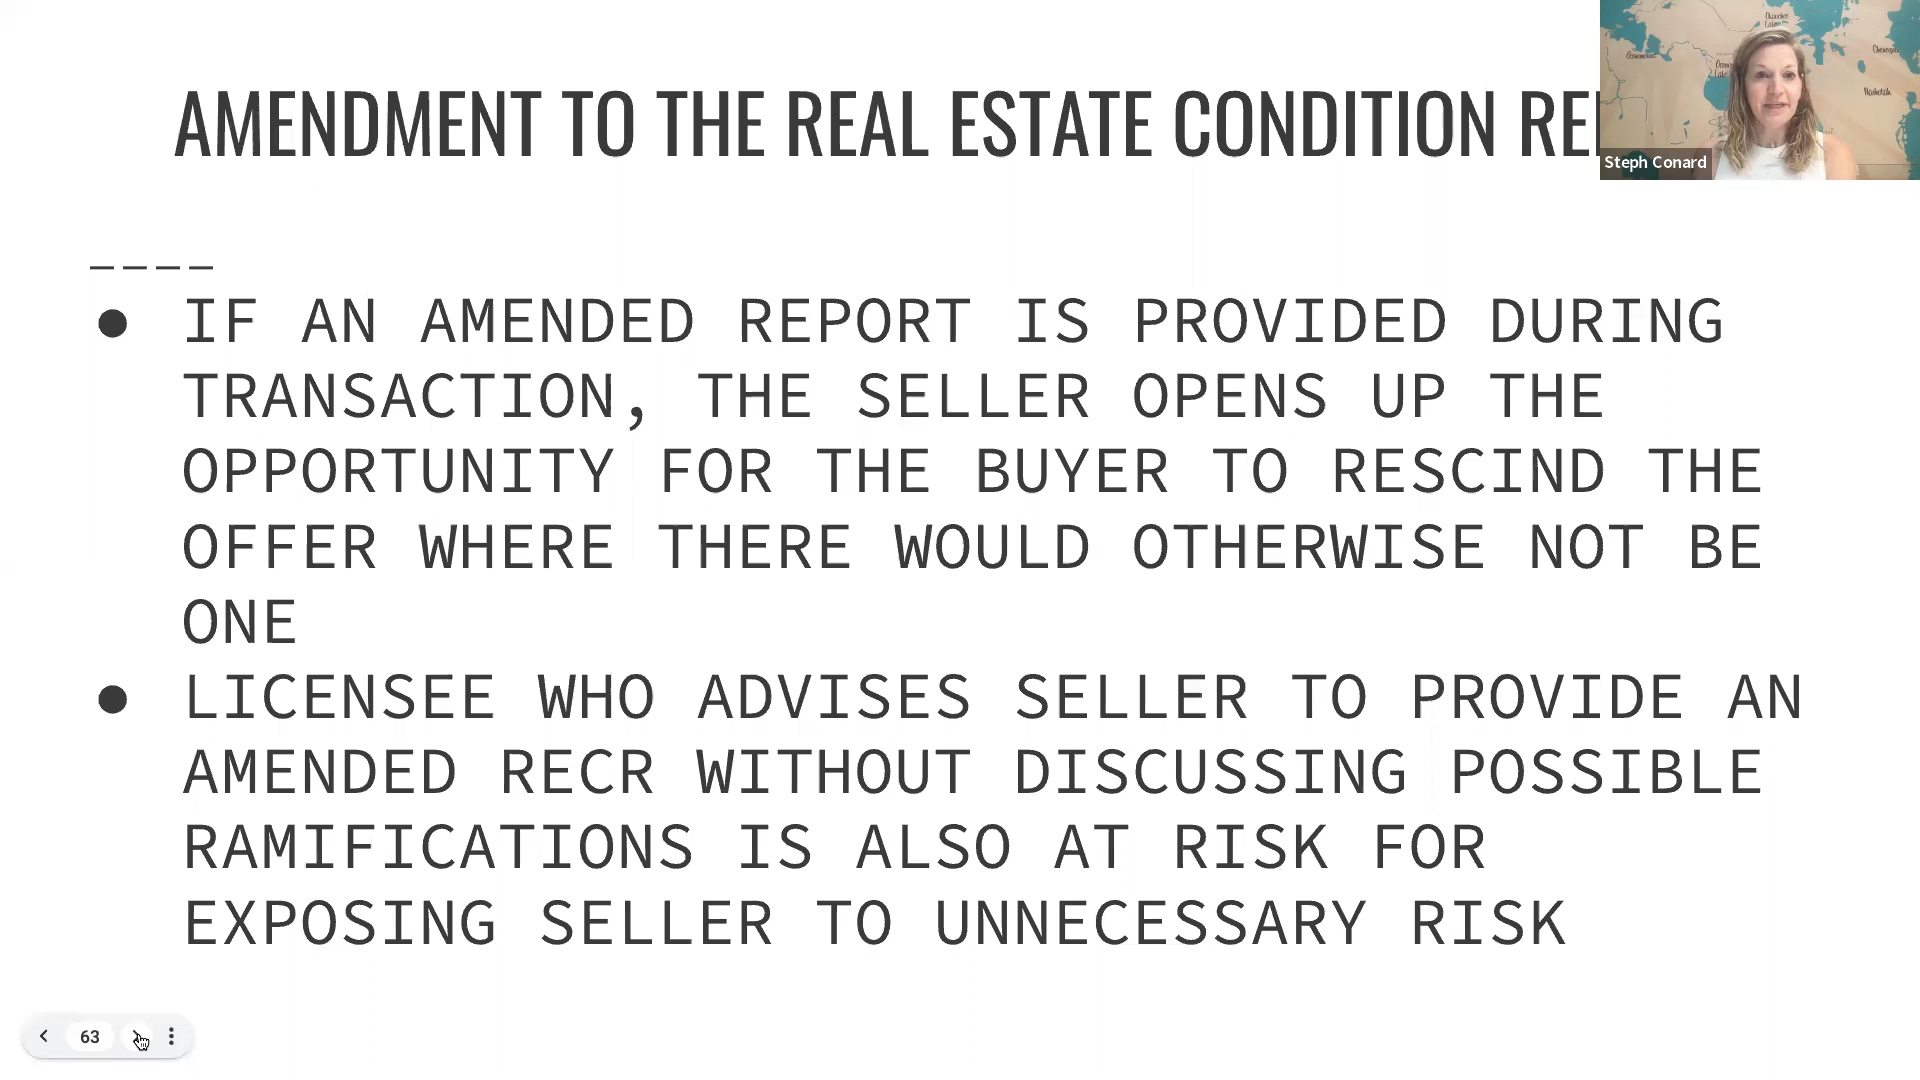 AMENDMENT TO THE REAL ESTATE CONDITION RE
Okauchee
Oconomowoc
Nashotah
Steph Conard
IF AN AMENDED REPORT IS PROVIDED DURING
TRANSACTION, THE SELLER OPENS UP THE
OPPORTUNITY FOR THE BUYER TO RESCIND THE
OFFER WHERE THERE WOULD OTHERWISE NOT BE
ONE
LICENSEE WHO ADVISES SELLER TO PROVIDE AN
AMENDED RECR WITHOUT DISCUSSING POSSIBLE
RAMIFICATIONS IS ALSO AT RISK FOR
EXPOSING SELLER TO UNNECESSARY RISK
63